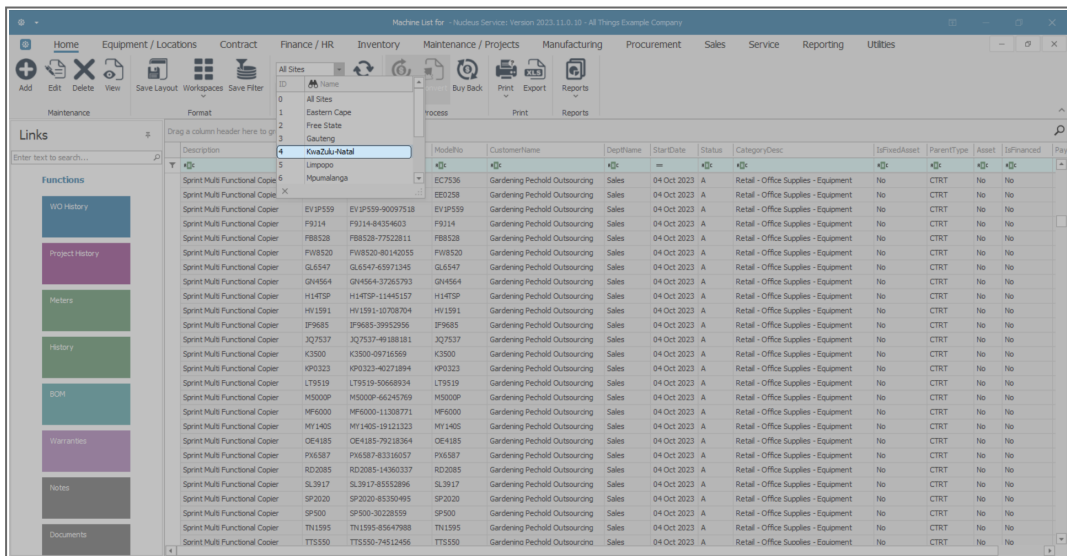 Machine List for - Nucleus Service: Version 2023.11.0.10 - All Things Example Company
Home Equipment / Locations Contract Finance / HR Inventory Maintenance / Projects Manufacturing Procurement Sales Service Reporting Utilities
Add Edit Delete View Save Layout Workspaces Save Filter All Sites Buy Back Print Export Reports
XLS
Maintenance Format Process Print Reports
ID Name
0 All Sites
1 Eastern Cape
2 Free State
3 Gauteng
4 KwaZulu-Natal
5 Limpopo
6 Mpumalanga
Links
Enter text to search...
Functions
WO History
Project History
Meters
History
BOM
Warranties
Notes
Documents
Drag a column header here to gr
Description ModelNo CustomerName DeptName StartDate Status CategoryDesc IsFixedAsset ParentType Asset IsFinanced Pay
Sprint Multi Functional Copier EC7536 Gardening Pechold Outsourcing Sales 04 Oct 2023 A Retail - Office Supplies - Equipment No CTRT No No
Sprint Multi Functional Copier EE0258 Gardening Pechold Outsourcing Sales 04 Oct 2023 A Retail - Office Supplies - Equipment No CTRT No No
Sprint Multi Functional Copier EV1P559 EV1P559-90097518 EV1P559 Gardening Pechold Outsourcing Sales 04 Oct 2023 A Retail - Office Supplies - Equipment No CTRT No No
Sprint Multi Functional Copier F9J14 F9J14-84354603 F9J14 Gardening Pechold Outsourcing Sales 04 Oct 2023 A Retail - Office Supplies - Equipment No CTRT No No
Sprint Multi Functional Copier FB8528 FB8528-77522811 FB8528 Gardening Pechold Outsourcing Sales 04 Oct 2023 A Retail - Office Supplies - Equipment No CTRT No No
Sprint Multi Functional Copier FW8520 FW8520-80142055 FW8520 Gardening Pechold Outsourcing Sales 04 Oct 2023 A Retail - Office Supplies - Equipment No CTRT No No
Sprint Multi Functional Copier GL6547 GL6547-65971345 GL6547 Gardening Pechold Outsourcing Sales 04 Oct 2023 A Retail - Office Supplies - Equipment No CTRT No No
Sprint Multi Functional Copier GN4564 GN4564-37265793 GN4564 Gardening Pechold Outsourcing Sales 04 Oct 2023 A Retail - Office Supplies - Equipment No CTRT No No
Sprint Multi Functional Copier H14TSP H14TSP-11445157 H14TSP Gardening Pechold Outsourcing Sales 04 Oct 2023 A Retail - Office Supplies - Equipment No CTRT No No
Sprint Multi Functional Copier HV1591 HV1591-10708704 HV1591 Gardening Pechold Outsourcing Sales 04 Oct 2023 A Retail - Office Supplies - Equipment No CTRT No No
Sprint Multi Functional Copier IF9685 IF9685-39952956 IF9685 Gardening Pechold Outsourcing Sales 04 Oct 2023 A Retail - Office Supplies - Equipment No CTRT No No
Sprint Multi Functional Copier JQ7537 JQ7537-49188181 JQ7537 Gardening Pechold Outsourcing Sales 04 Oct 2023 A Retail - Office Supplies - Equipment No CTRT No No
Sprint Multi Functional Copier K3500 K3500-09716569 K3500 Gardening Pechold Outsourcing Sales 04 Oct 2023 A Retail - Office Supplies - Equipment No CTRT No No
Sprint Multi Functional Copier KP0323 KP0323-40271894 KP0323 Gardening Pechold Outsourcing Sales 04 Oct 2023 A Retail - Office Supplies - Equipment No CTRT No No
Sprint Multi Functional Copier LT9519 LT9519-50668934 LT9519 Gardening Pechold Outsourcing Sales 04 Oct 2023 A Retail - Office Supplies - Equipment No CTRT No No
Sprint Multi Functional Copier M5000P M5000P-66245769 M5000P Gardening Pechold Outsourcing Sales 04 Oct 2023 A Retail - Office Supplies - Equipment No CTRT No No
Sprint Multi Functional Copier MF6000 MF6000-11308771 MF6000 Gardening Pechold Outsourcing Sales 04 Oct 2023 A Retail - Office Supplies - Equipment No CTRT No No
Sprint Multi Functional Copier MY140S MY140S-19121323 MY140S Gardening Pechold Outsourcing Sales 04 Oct 2023 A Retail - Office Supplies - Equipment No CTRT No No
Sprint Multi Functional Copier OE4185 OE4185-79218364 OE4185 Gardening Pechold Outsourcing Sales 04 Oct 2023 A Retail - Office Supplies - Equipment No CTRT No No
Sprint Multi Functional Copier PX6587 PX6587-83316057 PX6587 Gardening Pechold Outsourcing Sales 04 Oct 2023 A Retail - Office Supplies - Equipment No CTRT No No
Sprint Multi Functional Copier RD2085 RD2085-14360337 RD2085 Gardening Pechold Outsourcing Sales 04 Oct 2023 A Retail - Office Supplies - Equipment No CTRT No No
Sprint Multi Functional Copier SL3917 SL3917-85552896 SL3917 Gardening Pechold Outsourcing Sales 04 Oct 2023 A Retail - Office Supplies - Equipment No CTRT No No
Sprint Multi Functional Copier SP2020 SP2020-85350495 SP2020 Gardening Pechold Outsourcing Sales 04 Oct 2023 A Retail - Office Supplies - Equipment No CTRT No No
Sprint Multi Functional Copier SP500 SP500-30228559 SP500 Gardening Pechold Outsourcing Sales 04 Oct 2023 A Retail - Office Supplies - Equipment No CTRT No No
Sprint Multi Functional Copier TN1595 TN1595-85647988 TN1595 Gardening Pechold Outsourcing Sales 04 Oct 2023 A Retail - Office Supplies - Equipment No CTRT No No
Sprint Multi Functional Copier TTS550 TTS550-74512456 TTS550 Gardening Pechold Outsourcing Sales 04 Oct 2023 A Retail - Office Supplies - Equipment No CTRT No No